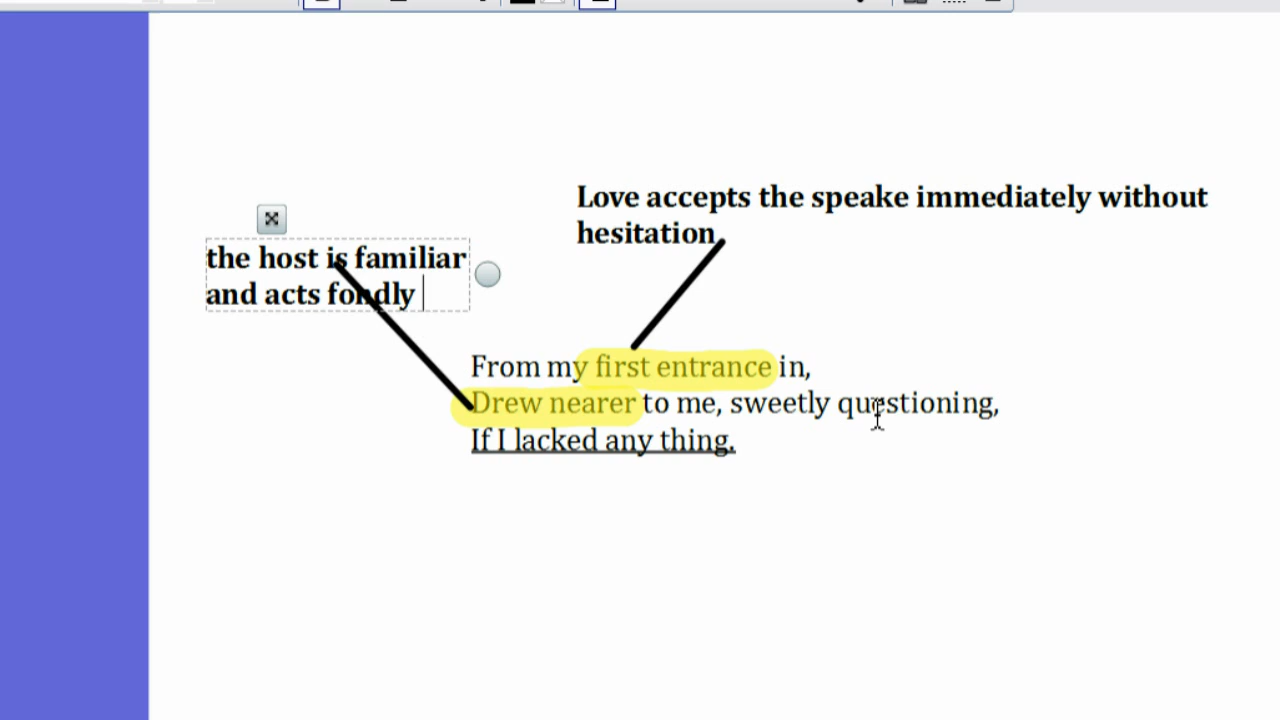 Love accepts the speake immediately without
hesitation
the host is familiar
and acts fondly
From my first entrance in,
Drew nearer to me, sweetly questioning,
If I lacked any thing.